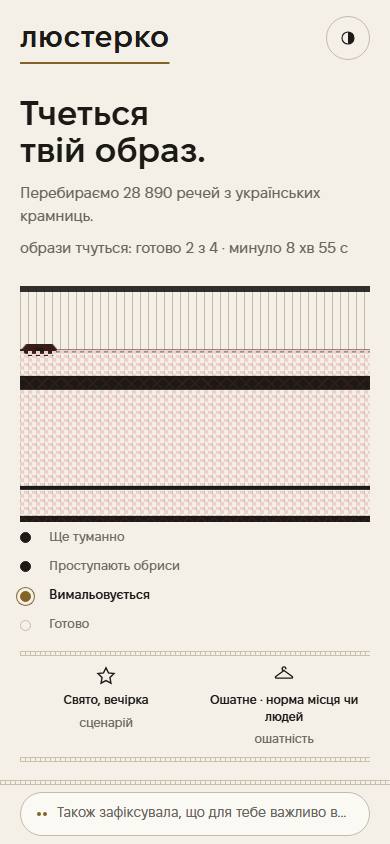 люстерко
Тчеться
твій образ.
Перебираємо 28 890 речей з українських
крамниць.
образи тчуться: готово 2 з 4 · минуло 8 хв 55 с
Ще туманно
Проступають обриси
Вимальовується
Готово
Свято, вечірка
сценарій
Ошатне · норма місця чи
людей
ошатність
Також зафіксувала, що для тебе важливо в...